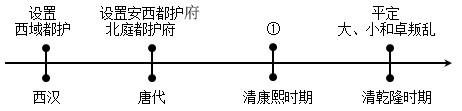 设置
西域都护
设置安西都护府
北庭都护府
①
平定
大、小和卓叛乱
西汉
唐代
清康熙时期
清乾隆时期